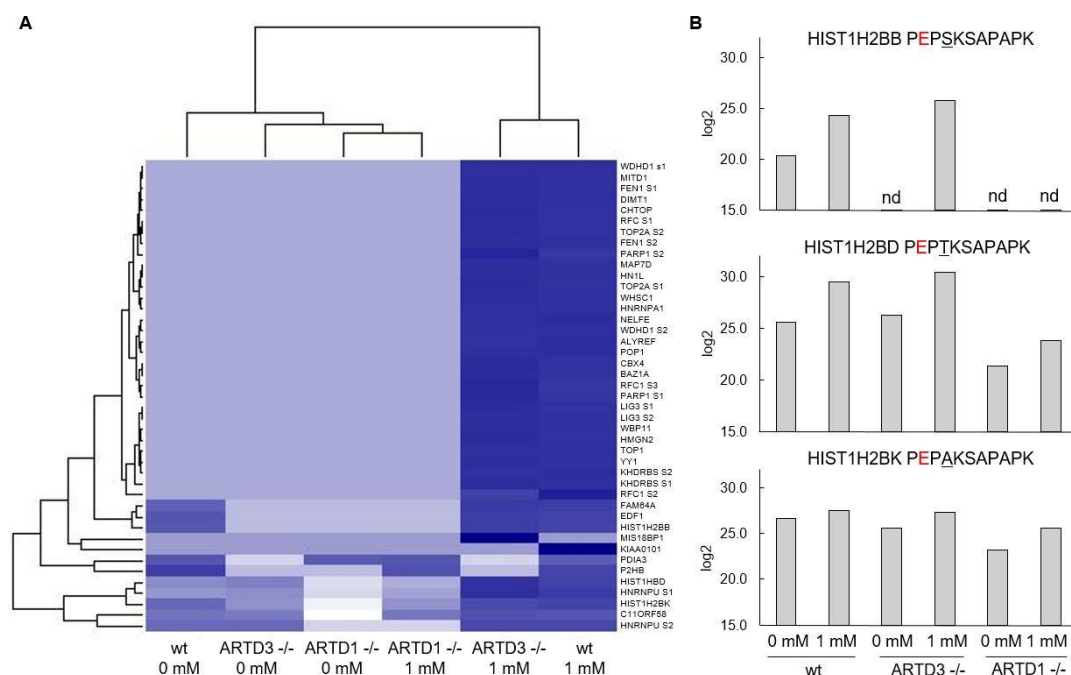 A
WDHD1 s1
MITD1
FEN1 S1
DIMT1
CHTOP
RFC S1
TOP2A S2
FEN1 S2
PARP1 S2
MAP7D
HN1L
TOP2A S1
WHSC1
HNRNPA1
NELFE
WDHD1 S2
ALYREF
POP1
CBX4
BAZ1A
RFC1 S3
PARP1 S1
LIG3 S1
LIG3 S2
WBP11
HMGN2
TOP1
YY1
KHDRBS S2
KHDRBS S1
RFC1 S2
FAM64A
EDF1
HIST1H2BB
MIS18BP1
KIAA0101
PDIA3
P2HB
HIST1HBD
HNRNPU S1
HIST1H2BK
C11ORF58
HNRNPU S2
wt ARTD3 -/- ARTD1 -/- ARTD1 -/- ARTD3 -/- wt
0 mM 0 mM 0 mM 1 mM 1 mM 1 mM
B
HIST1H2BB PEPSKSAPAPK
30.0
25.0
20.0
15.0
log2
nd nd nd
HIST1H2BD PEPTKSAPAPK
30.0
25.0
20.0
15.0
log2
HIST1H2BK PEPAKSAPAPK
30.0
25.0
20.0
15.0
log2
0 mM 1 mM 0 mM 1 mM 0 mM 1 mM
wt ARTD3 -/- ARTD1 -/-